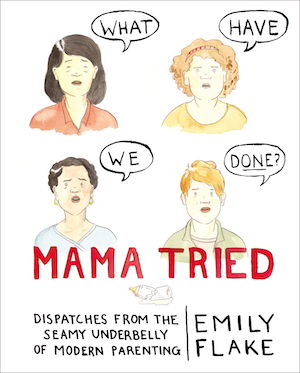 WHAT
HAVE
WE
DONE?
MAMA TRIED
DISPATCHES FROM THE
SEAMY UNDERBELLY
OF MODERN PARENTING
EMILY
FLAKE